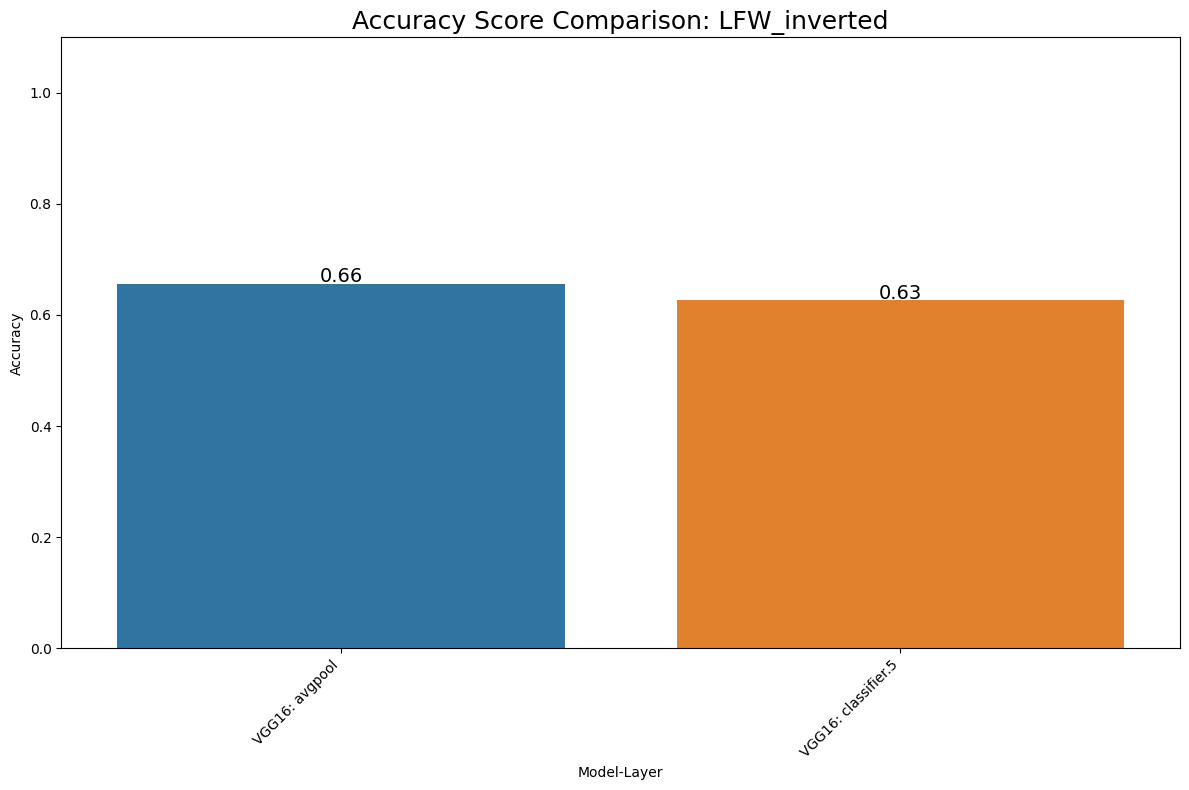 Accuracy Score Comparison: LFW_inverted
1.0
0.8
0.6
0.4
0.2
0.0
Accuracy
0.66
0.63
VGG16: avgpool
VGG16: classifier.5
Model-Layer